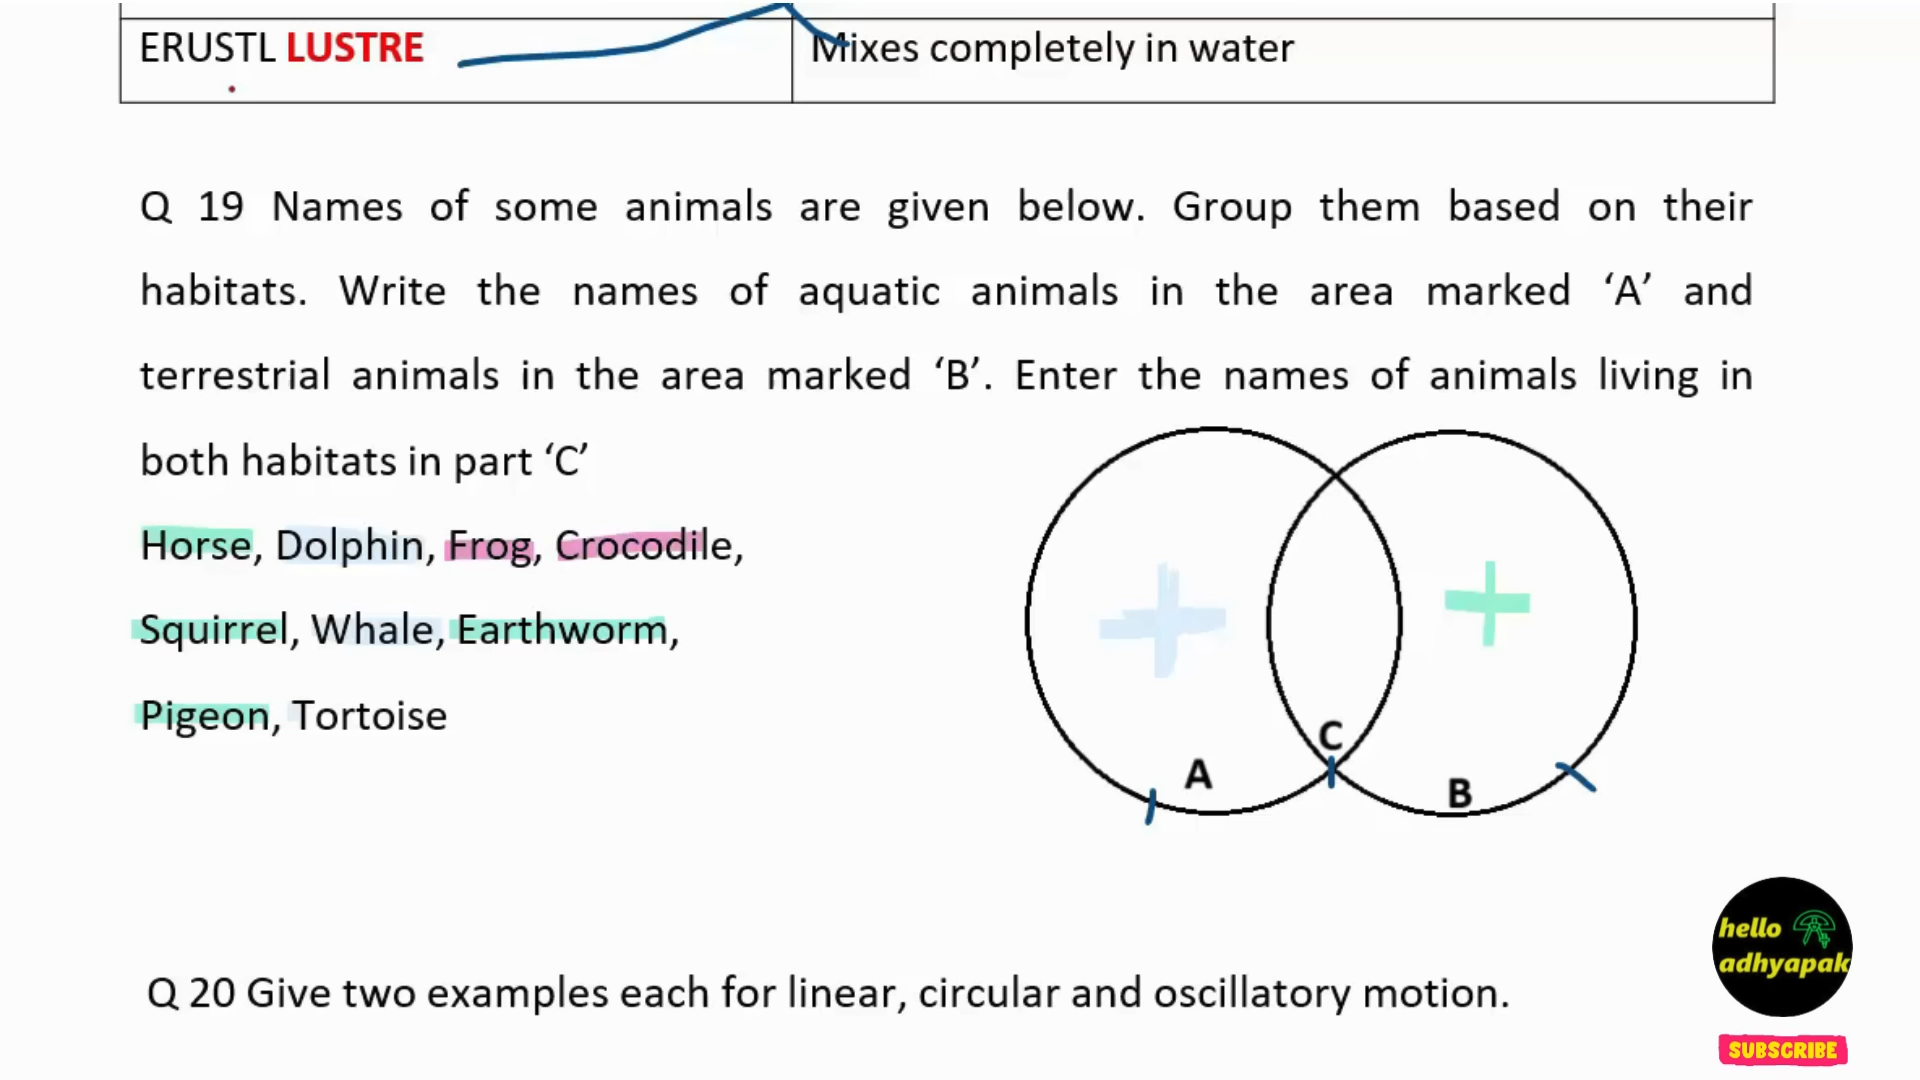 ERUSTL LUSTRE
Mixes completely in water
Q 19 Names of some animals are given below. Group them based on their
habitats. Write the names of aquatic animals in the area marked ‘A’ and
terrestrial animals in the area marked ‘B’. Enter the names of animals living in
both habitats in part ‘C’
Horse, Dolphin, Frog, Crocodile,
Squirrel, Whale, Earthworm,
Pigeon, Tortoise
C
A
B
hello
adhyapak
SUBSCRIBE
Q 20 Give two examples each for linear, circular and oscillatory motion.